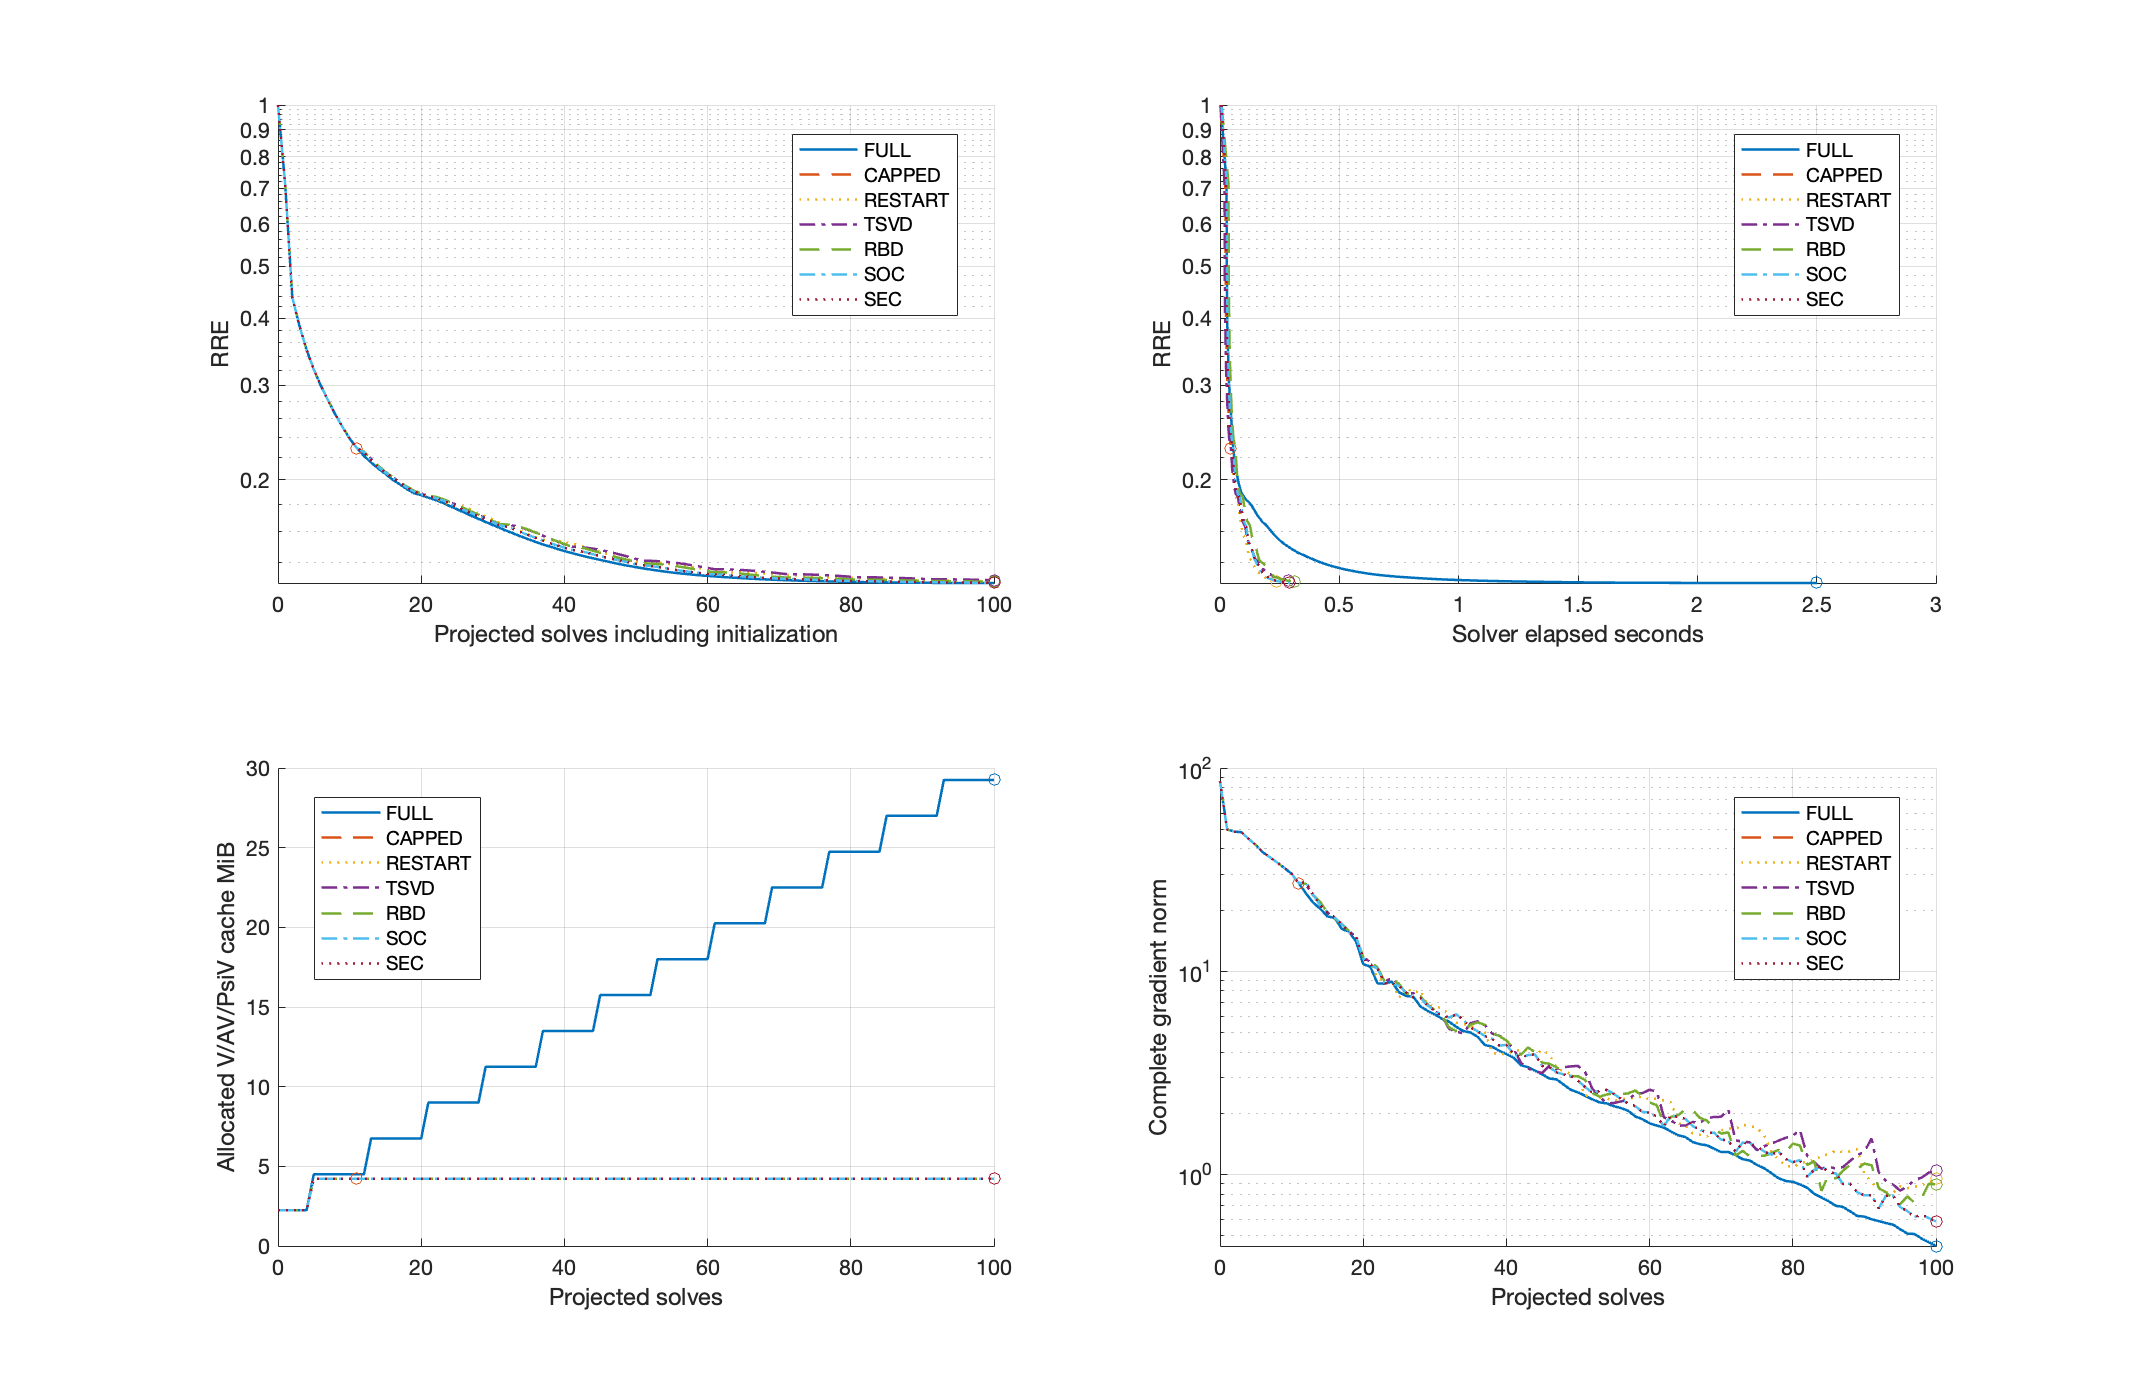 1
0.9
0.8
0.7
0.6
0.5
0.4
0.3
0.2
RRE
0 20 40 60 80 100
Projected solves including initialization
FULL
CAPPED
RESTART
TSVD
RBD
SOC
SEC
1
0.9
0.8
0.7
0.6
0.5
0.4
0.3
0.2
RRE
0 0.5 1 1.5 2 2.5 3
Solver elapsed seconds
FULL
CAPPED
RESTART
TSVD
RBD
SOC
SEC
30
25
20
15
10
5
0
Allocated V/AV/PsiV cache MiB
0 20 40 60 80 100
Projected solves
FULL
CAPPED
RESTART
TSVD
RBD
SOC
SEC
10²
10¹
10⁰
Complete gradient norm
0 20 40 60 80 100
Projected solves
FULL
CAPPED
RESTART
TSVD
RBD
SOC
SEC